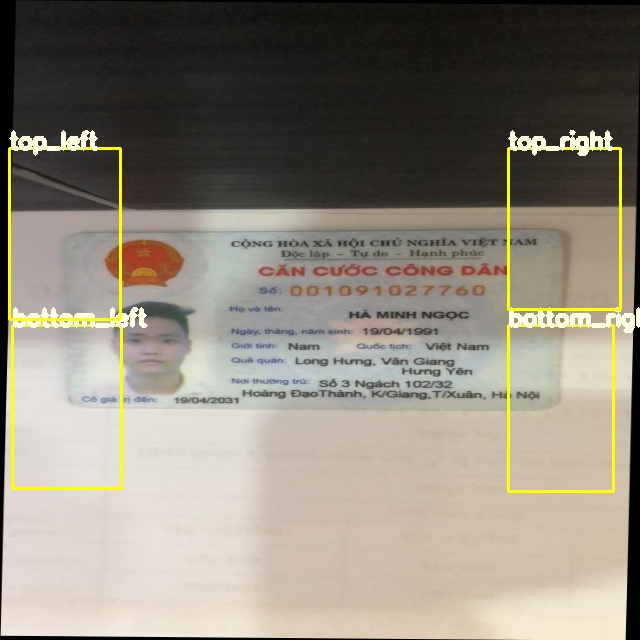 top_left
top_right
CỘNG HÒA XÃ HỘI CHỦ NGHĨA VIỆT NAM
Độc lập - Tự do - Hạnh phúc
CĂN CƯỚC CÔNG DÂN
Số: 001091027760
Họ và tên:
HÀ MINH NGỌC
Ngày, tháng, năm sinh: 19/04/1991
Giới tính: Nam Quốc tịch: Việt Nam
Quê quán: Long Hưng, Văn Giang
Hưng Yên
Nơi thường trú: Số 3 Ngách 102/32
Hoàng ĐạoThành, K/Giang,T/Xuân, Hà Nội
Có giá trị đến: 19/04/2031
bottom_left
bottom_righ